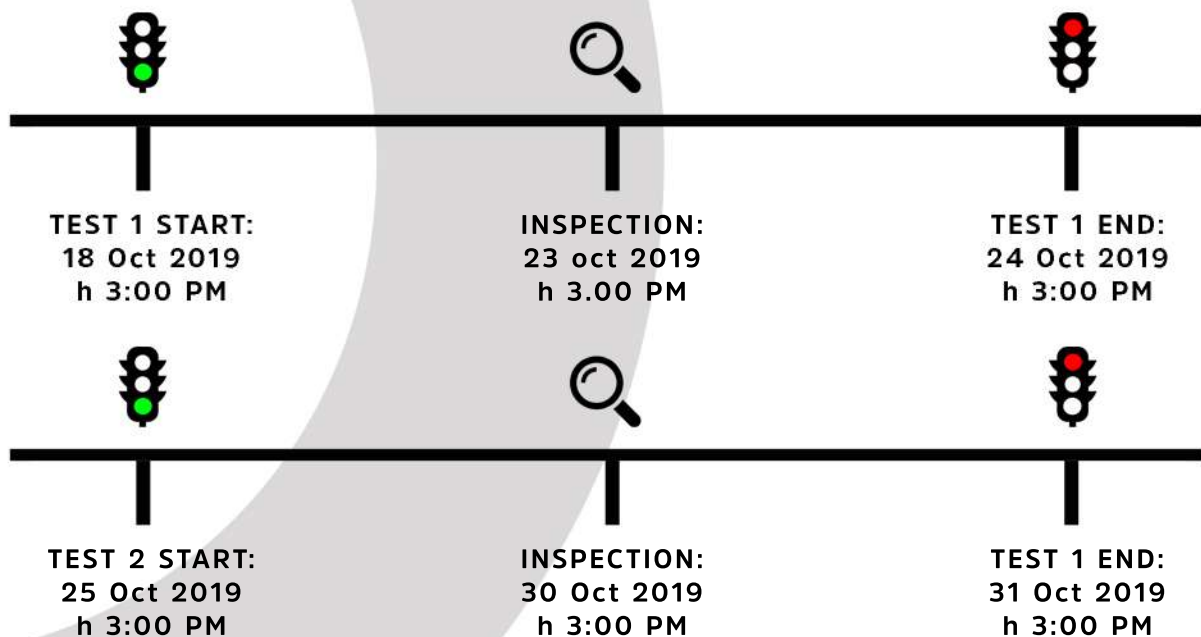 TEST 1 START:
18 Oct 2019
h 3:00 PM
INSPECTION:
23 oct 2019
h 3.00 PM
TEST 1 END:
24 Oct 2019
h 3:00 PM
TEST 2 START:
25 Oct 2019
h 3:00 PM
INSPECTION:
30 Oct 2019
h 3:00 PM
TEST 1 END:
31 Oct 2019
h 3:00 PM